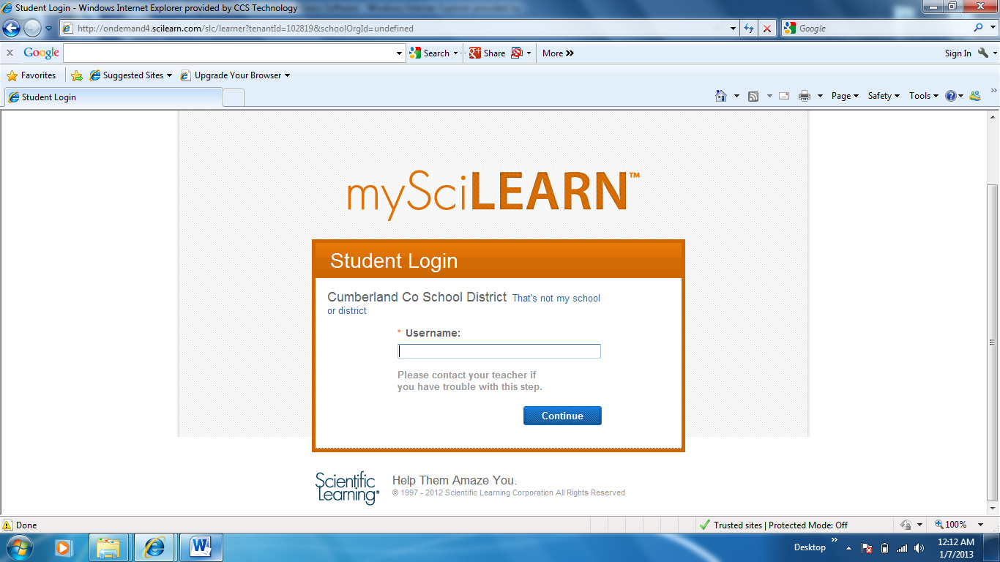 Student Login - Windows Internet Explorer provided by CCS Technology
http://ondemand4.scilearn.com/slc/learner?tenantId=102819&schoolOrgId=undefined
Google
x Google Search Share More » Sign In
Favorites Suggested Sites Upgrade Your Browser
Student Login Page Safety Tools »
mySciLEARN™
Student Login
Cumberland Co School District That's not my school
or district
* Username:
Please contact your teacher if
you have trouble with this step.
Continue
Scientific
Learning®
Help Them Amaze You.
© 1997 - 2012 Scientific Learning Corporation All Rights Reserved
Done Trusted sites | Protected Mode: Off 100%
Desktop » 12:12 AM
1/7/2013